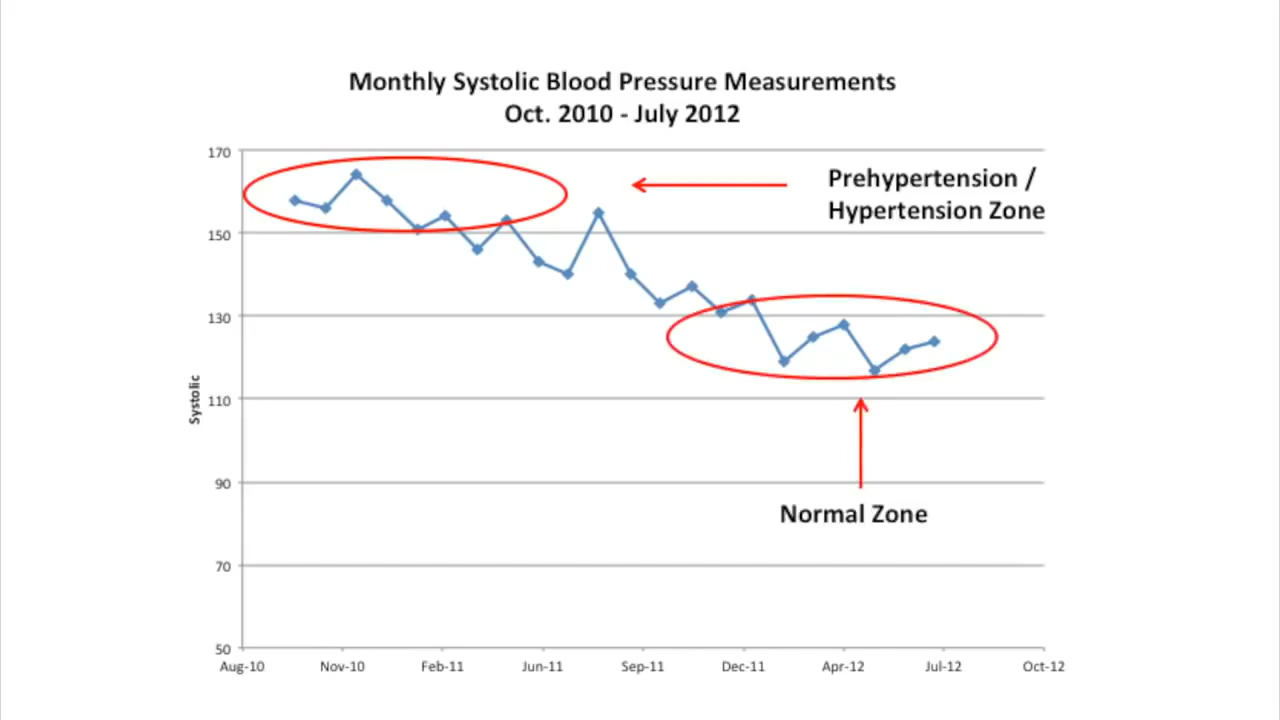 Monthly Systolic Blood Pressure Measurements
Oct. 2010 - July 2012
170
Prehypertension /
Hypertension Zone
150
130
Systolic
110
90
Normal Zone
70
50
Aug-10 Nov-10 Feb-11 Jun-11 Sep-11 Dec-11 Apr-12 Jul-12 Oct-12